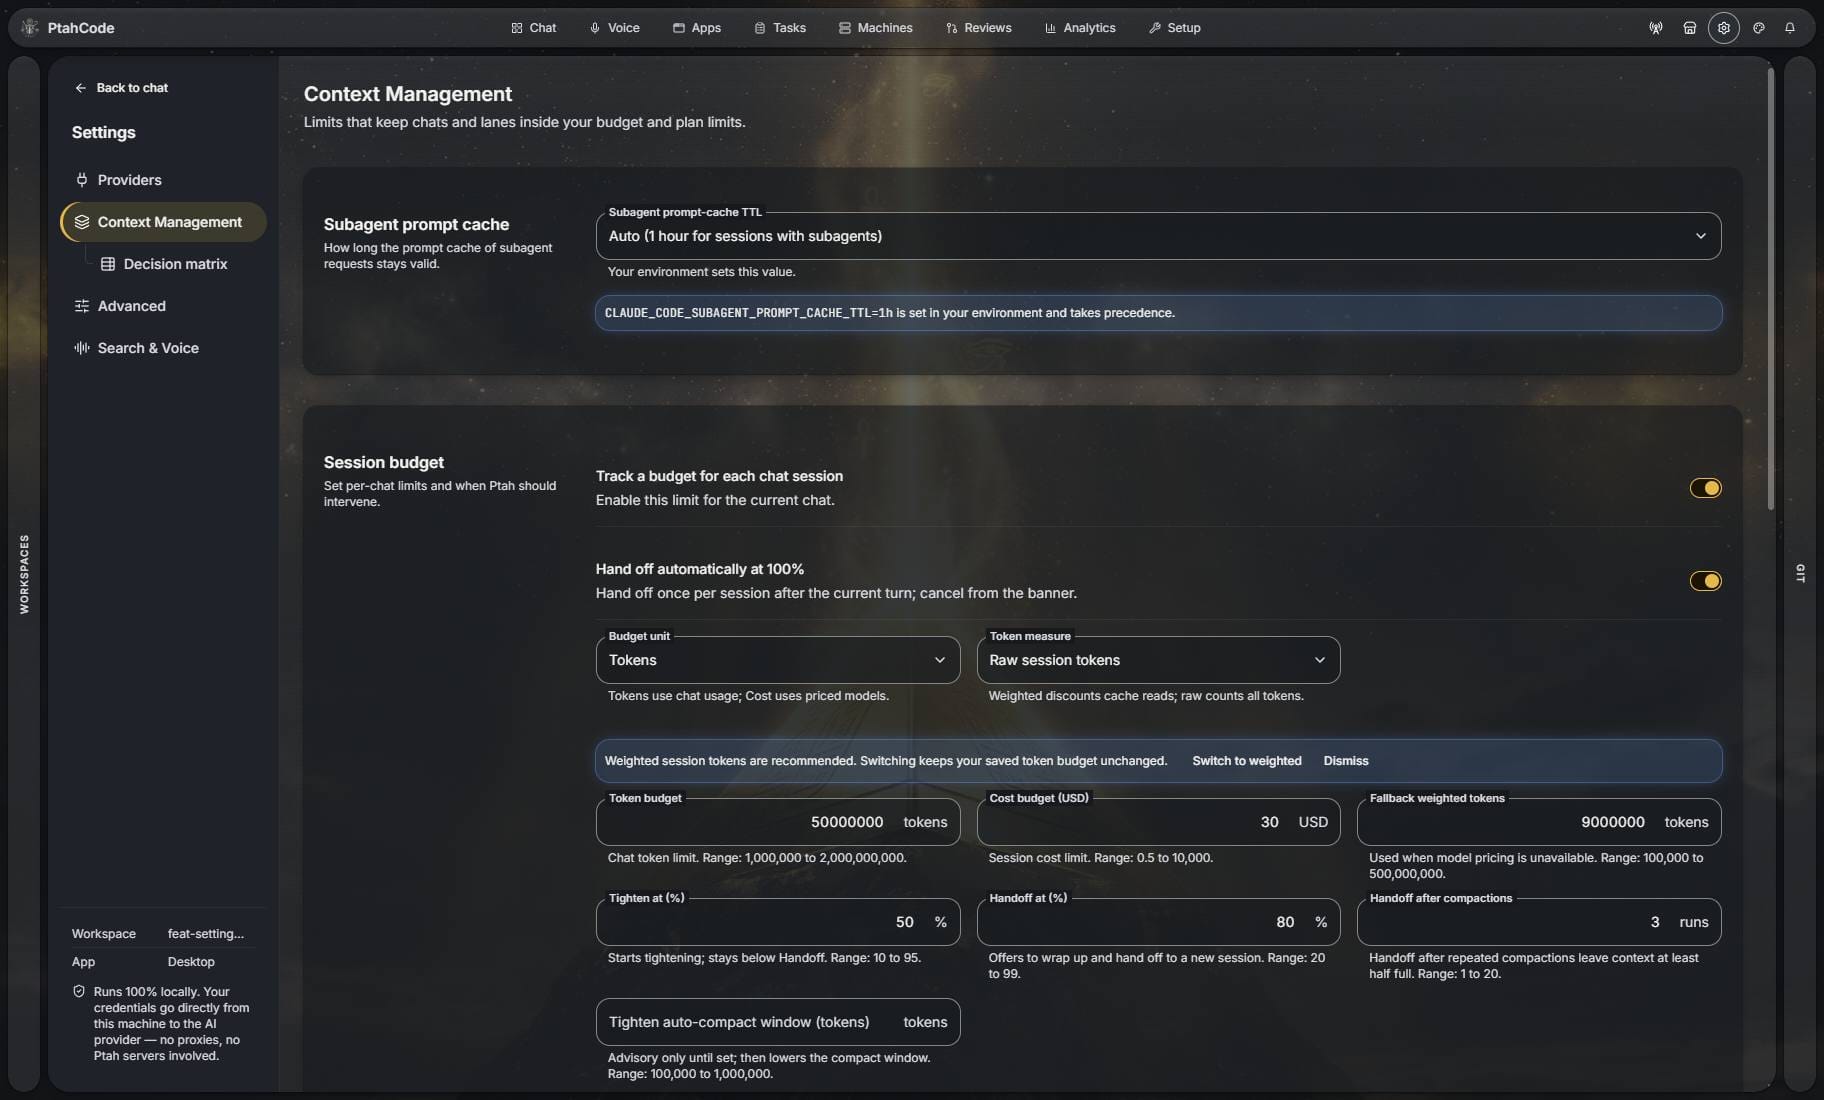 PtahCode
Chat
Voice
Apps
Tasks
Machines
Reviews
Analytics
Setup
WORKSPACES
Back to chat
Settings
Providers
Context Management
Decision matrix
Advanced
Search & Voice
Workspace feat-setting...
App Desktop
Runs 100% locally. Your
credentials go directly from
this machine to the AI
provider — no proxies, no
Ptah servers involved.
Context Management
Limits that keep chats and lanes inside your budget and plan limits.
Subagent prompt cache
How long the prompt cache of subagent
requests stays valid.
Subagent prompt-cache TTL
Auto (1 hour for sessions with subagents)
Your environment sets this value.
CLAUDE_CODE_SUBAGENT_PROMPT_CACHE_TTL=1h is set in your environment and takes precedence.
Session budget
Set per-chat limits and when Ptah should
intervene.
Track a budget for each chat session
Enable this limit for the current chat.
Hand off automatically at 100%
Hand off once per session after the current turn; cancel from the banner.
Budget unit
Tokens
Tokens use chat usage; Cost uses priced models.
Token measure
Raw session tokens
Weighted discounts cache reads; raw counts all tokens.
Weighted session tokens are recommended. Switching keeps your saved token budget unchanged. Switch to weighted Dismiss
Token budget
50000000 tokens
Chat token limit. Range: 1,000,000 to 2,000,000,000.
Cost budget (USD)
30 USD
Session cost limit. Range: 0.5 to 10,000.
Fallback weighted tokens
9000000 tokens
Used when model pricing is unavailable. Range: 100,000 to
500,000,000.
Tighten at (%)
50 %
Starts tightening; stays below Handoff. Range: 10 to 95.
Handoff at (%)
80 %
Offers to wrap up and hand off to a new session. Range: 20
to 99.
Handoff after compactions
3 runs
Handoff after repeated compactions leave context at least
half full. Range: 1 to 20.
Tighten auto-compact window (tokens) tokens
Advisory only until set; then lowers the compact window.
Range: 100,000 to 1,000,000.
GIT